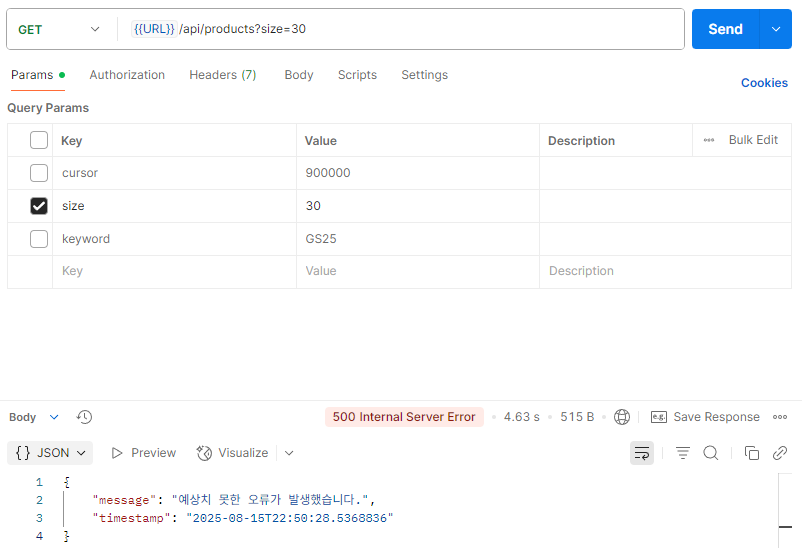 GET {{URL}} /api/products?size=30 Send
Params Authorization Headers (7) Body Scripts Settings Cookies
Query Params
Key Value Description Bulk Edit
cursor 900000
size 30
keyword GS25
Key Value Description
Body 500 Internal Server Error 4.63 s 515 B e.g. Save Response
{} JSON Preview Visualize
1 {
2 "message": "예상치 못한 오류가 발생했습니다.",
3 "timestamp": "2025-08-15T22:50:28.5368836"
4 }